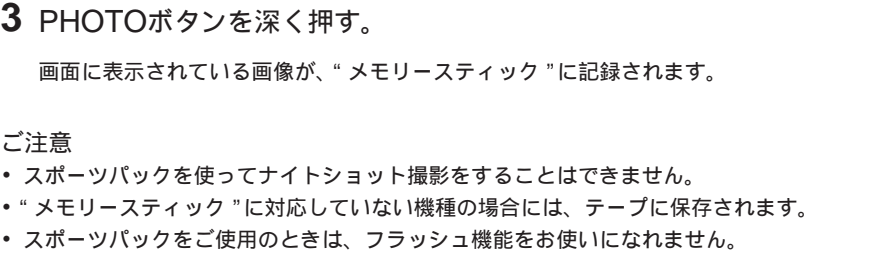 3 PHOTOボタンを深く押す。
画面に表示されている画像が、“ メモリースティック ”に記録されます。
ご注意
• スポーツパックを使ってナイトショット撮影をすることはできません。
• “ メモリースティック ”に対応していない機種の場合には、テープに保存されます。
• スポーツパックをご使用のときは、フラッシュ機能をお使いになれません。